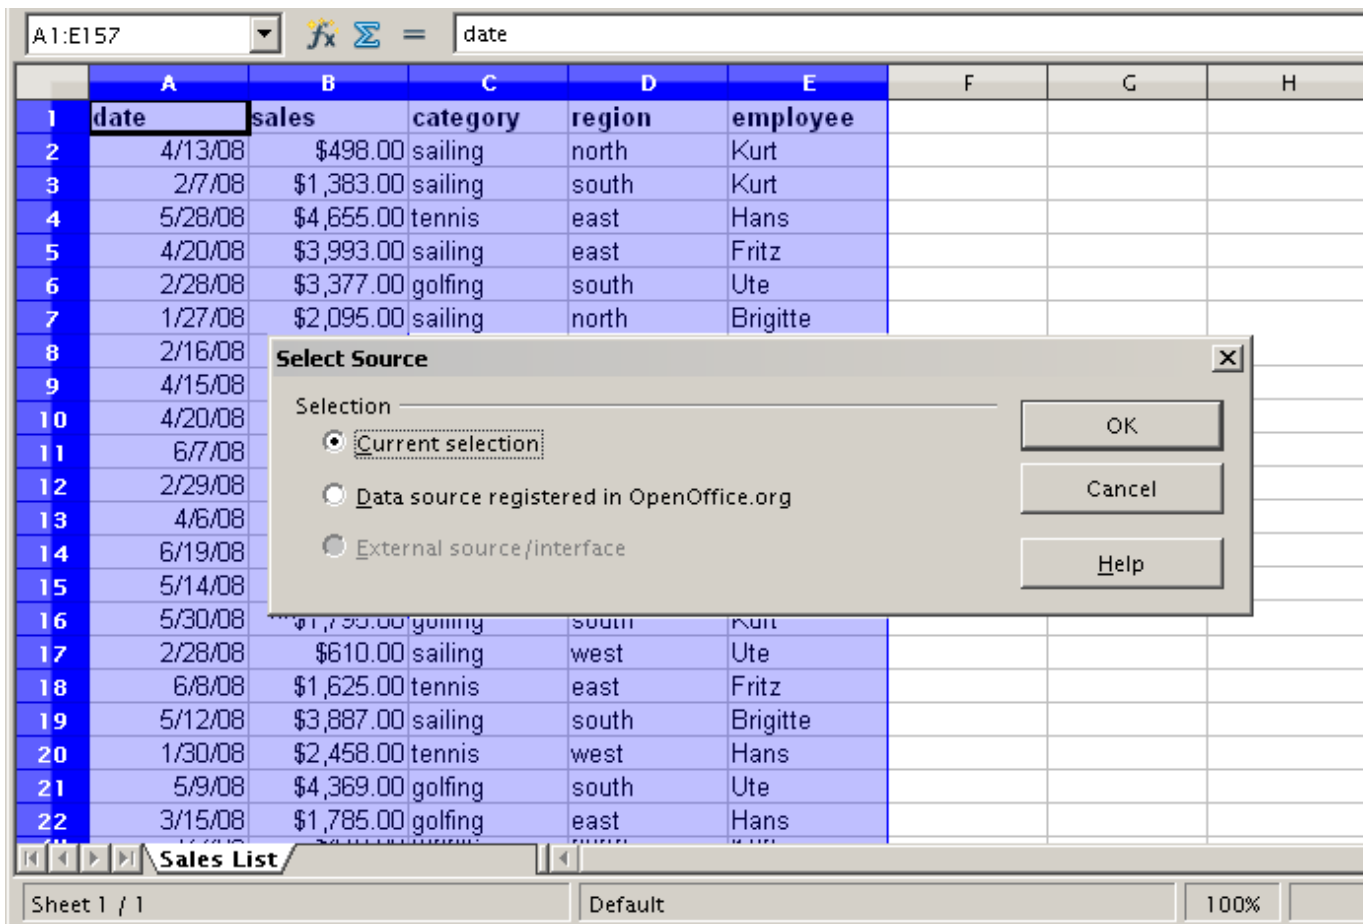 A1:E157 date
A B C D E F G H
1 date sales category region employee
2 4/13/08 $498.00 sailing north Kurt
3 2/7/08 $1,383.00 sailing south Kurt
4 5/28/08 $4,655.00 tennis east Hans
5 4/20/08 $3,993.00 sailing east Fritz
6 2/28/08 $3,377.00 golfing south Ute
7 1/27/08 $2,095.00 sailing north Brigitte
8 2/16/08
9 4/15/08
10 4/20/08
11 6/7/08
12 2/29/08
13 4/6/08
14 6/19/08
15 5/14/08
Select Source
Selection
Current selection
Data source registered in OpenOffice.org
External source/interface
OK
Cancel
Help
16 5/30/08 $1,795.00 golfing south Kurt
17 2/28/08 $610.00 sailing west Ute
18 6/8/08 $1,625.00 tennis east Fritz
19 5/12/08 $3,887.00 sailing south Brigitte
20 1/30/08 $2,458.00 tennis west Hans
21 5/9/08 $4,369.00 golfing south Ute
22 3/15/08 $1,785.00 golfing east Hans
Sales List
Sheet 1 / 1 Default 100%